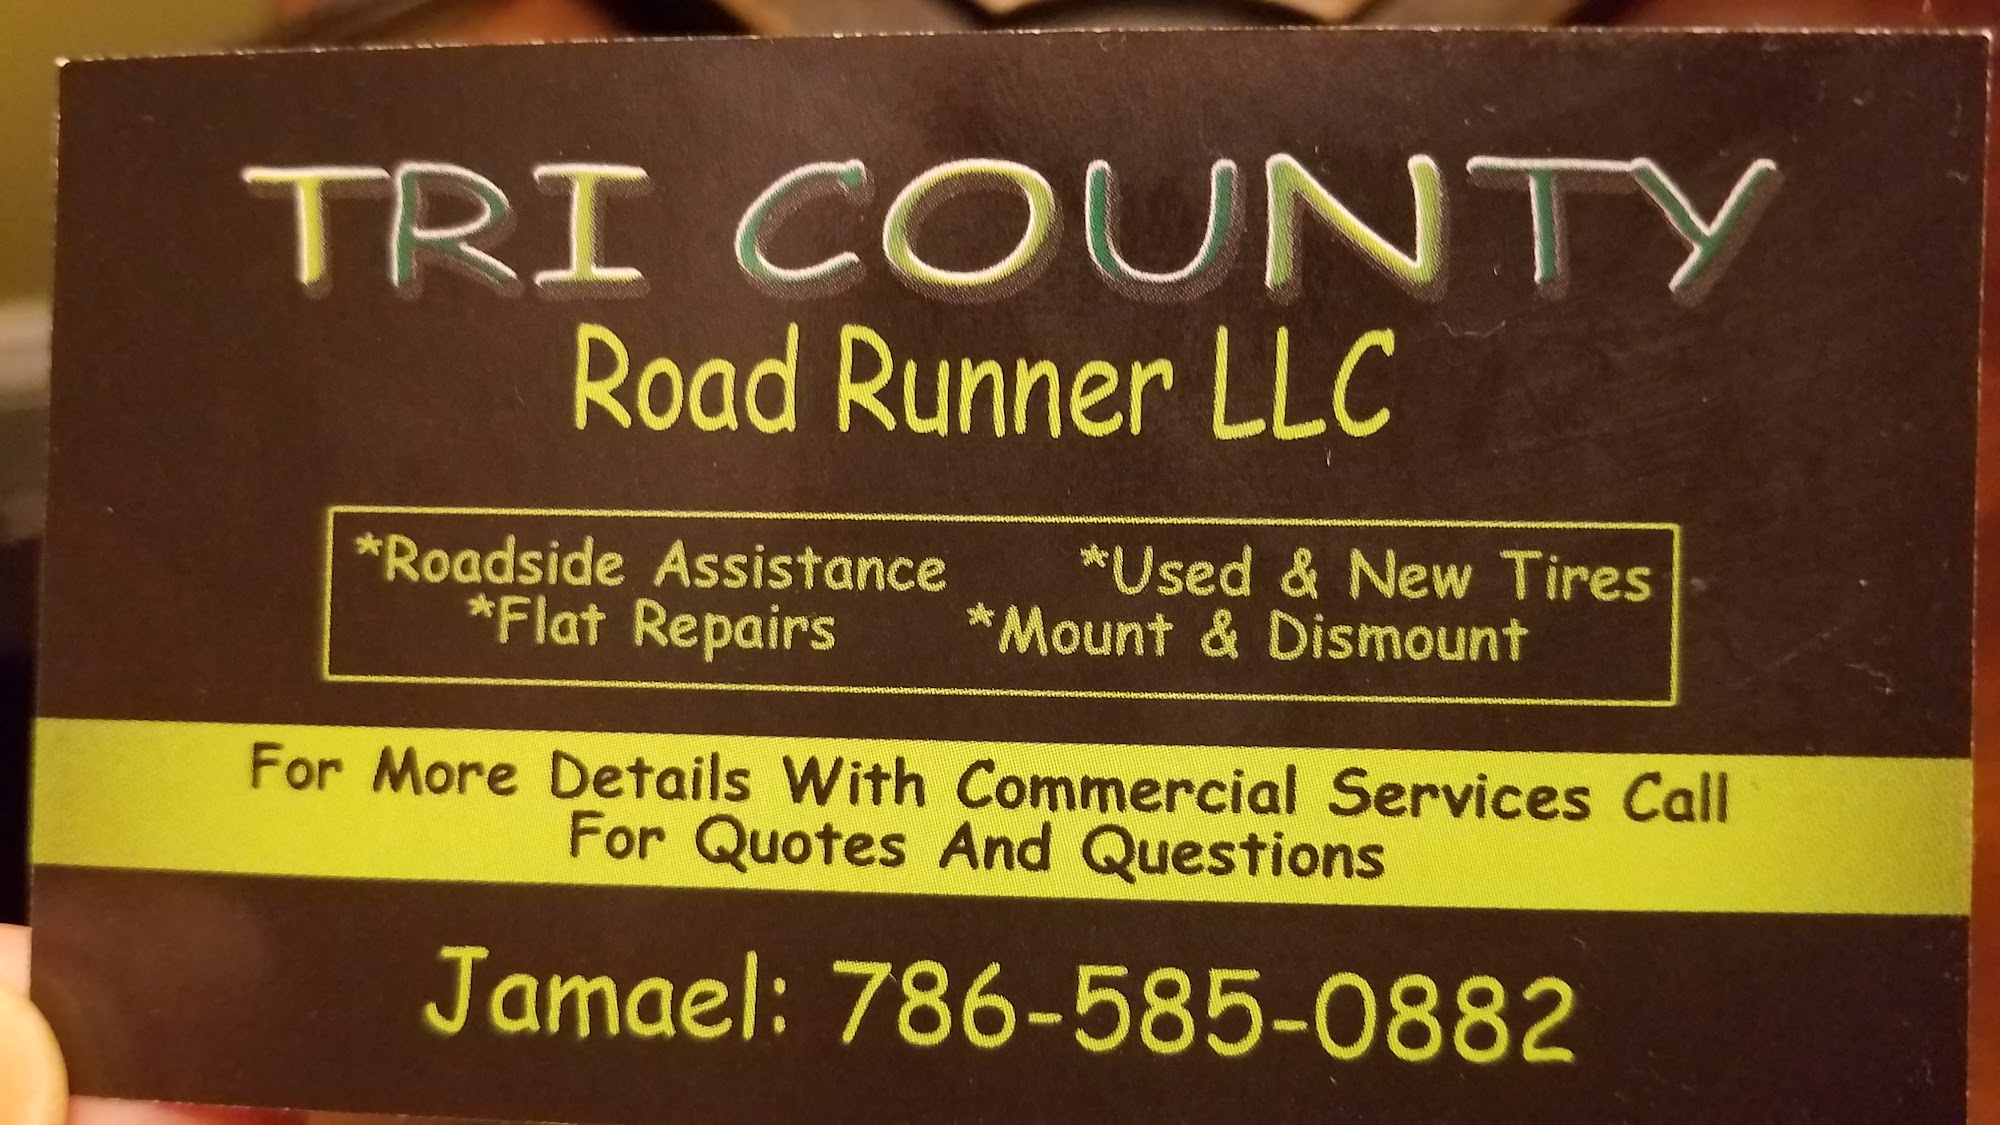 TRI COUNTY
Road Runner LLC
*Roadside Assistance *Used & New Tires
*Flat Repairs *Mount & Dismount
For More Details With Commercial Services Call
For Quotes And Questions
Jamael: 786-585-0882